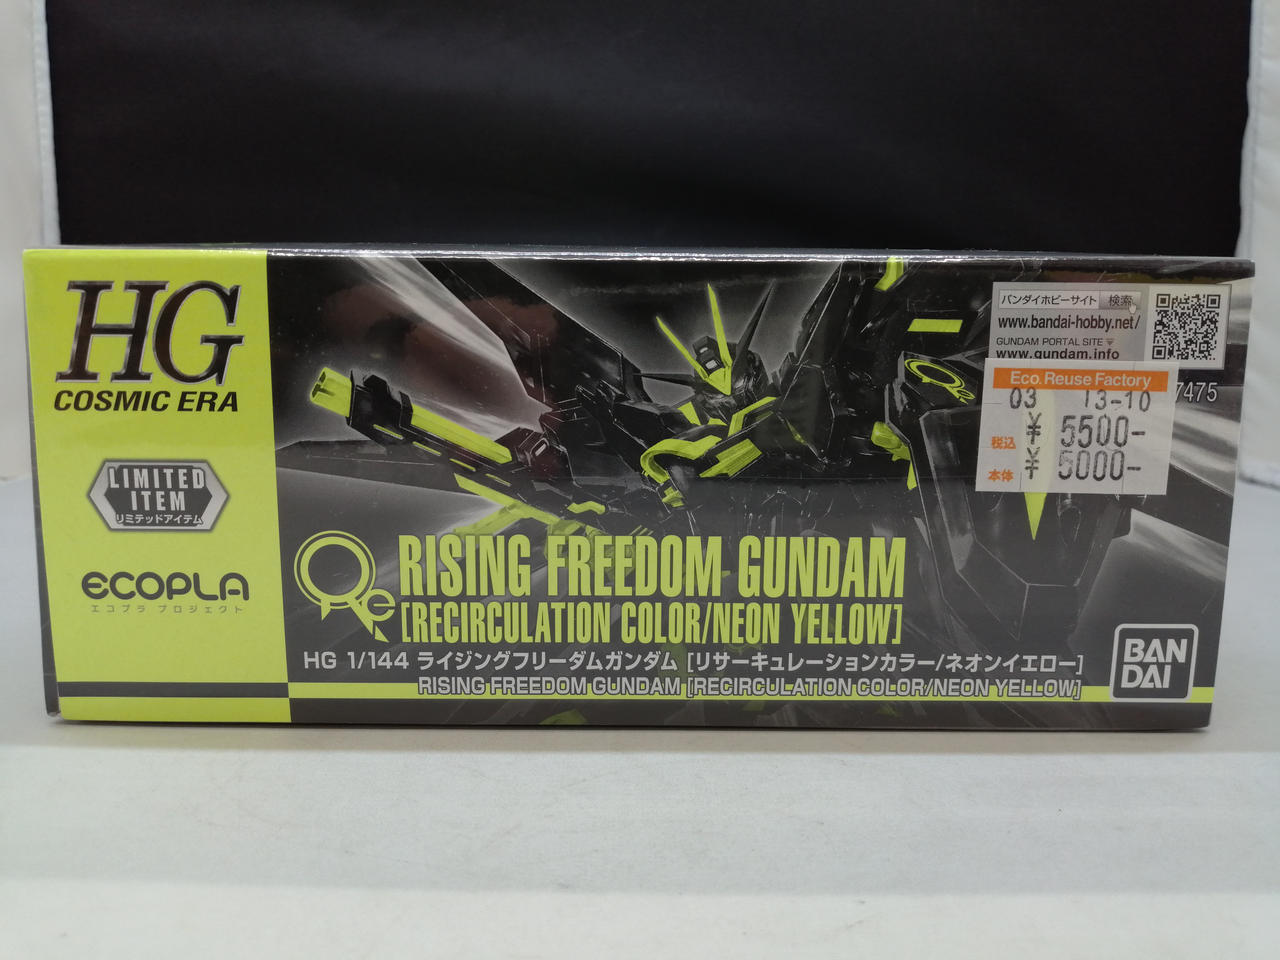 HG
COSMIC ERA
LIMITED
ITEM
リミテッドアイテム
ECOPLA
エコプラ プロジェクト
バンダイホビーサイト 検索
www.bandai-hobby.net/
GUNDAM PORTAL SITE
www.gundam.info
7475
Eco.Reuse Factory
03 13-10
税込 ¥ 5500-
本体 ¥ 5000-
Re
RISING FREEDOM GUNDAM
[RECIRCULATION COLOR/NEON YELLOW]
HG 1/144 ライジングフリーダムガンダム [リサーキュレーションカラー/ネオンイエロー]
RISING FREEDOM GUNDAM [RECIRCULATION COLOR/NEON YELLOW]
BAN
DAI